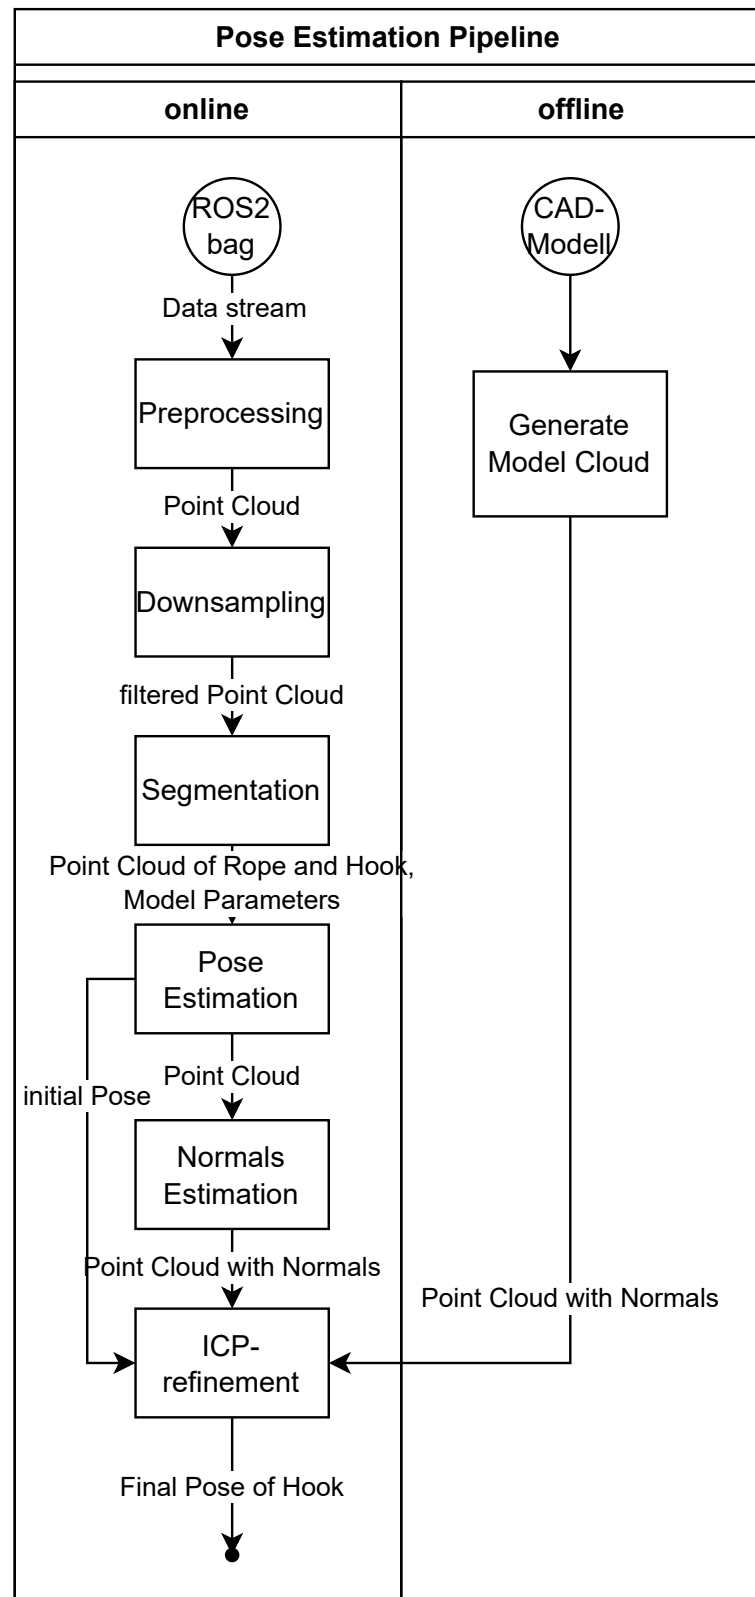 Pose Estimation Pipeline
online
offline
ROS2
bag
CAD-
Modell
Data stream
Preprocessing
Generate
Model Cloud
Point Cloud
Downsampling
filtered Point Cloud
Segmentation
Point Cloud of Rope and Hook,
Model Parameters
Pose
Estimation
Point Cloud
initial Pose
Normals
Estimation
Point Cloud with Normals
Point Cloud with Normals
ICP-
refinement
Final Pose of Hook